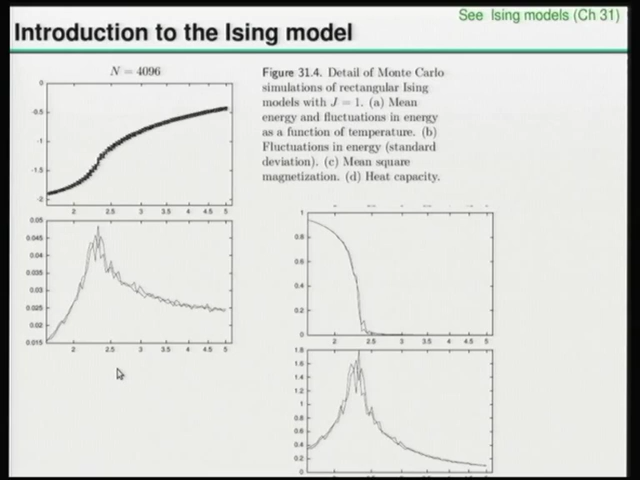 See Ising models (Ch 31)
Introduction to the Ising model
N = 4096
0
-0.5
-1
-1.5
-2
2 2.5 3 3.5 4 4.5 5
0.05
0.045
0.04
0.035
0.03
0.025
0.02
0.015
2 2.5 3 3.5 4 4.5 5
Figure 31.4. Detail of Monte Carlo
simulations of rectangular Ising
models with J = 1. (a) Mean
energy and fluctuations in energy
as a function of temperature. (b)
Fluctuations in energy (standard
deviation). (c) Mean square
magnetization. (d) Heat capacity.
1
0.8
0.6
0.4
0.2
0
2 2.5 3 3.5 4 4.5 5
1.8
1.6
1.4
1.2
1
0.8
0.6
0.4
0.2
0